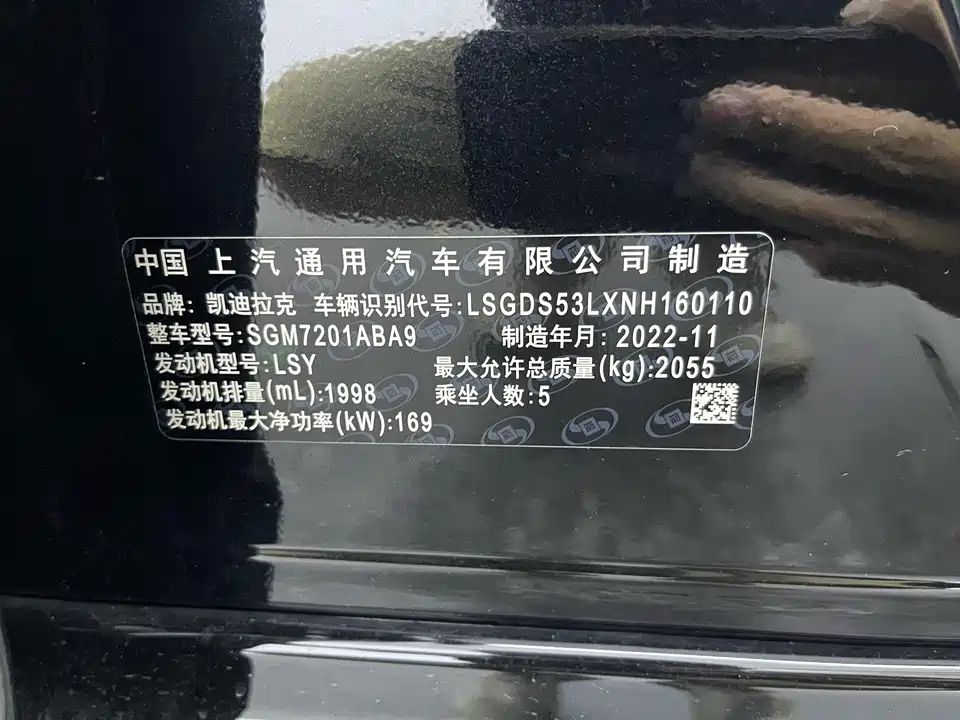 中国 上汽通用汽车有限公司制造
品牌: 凯迪拉克 车辆识别代号:LSGDS53LXNH160110
整车型号:SGM7201ABA9 制造年月: 2022-11
发动机型号:LSY 最大允许总质量(kg):2055
发动机排量(mL):1998 乘坐人数:5
发动机最大净功率(kW):169